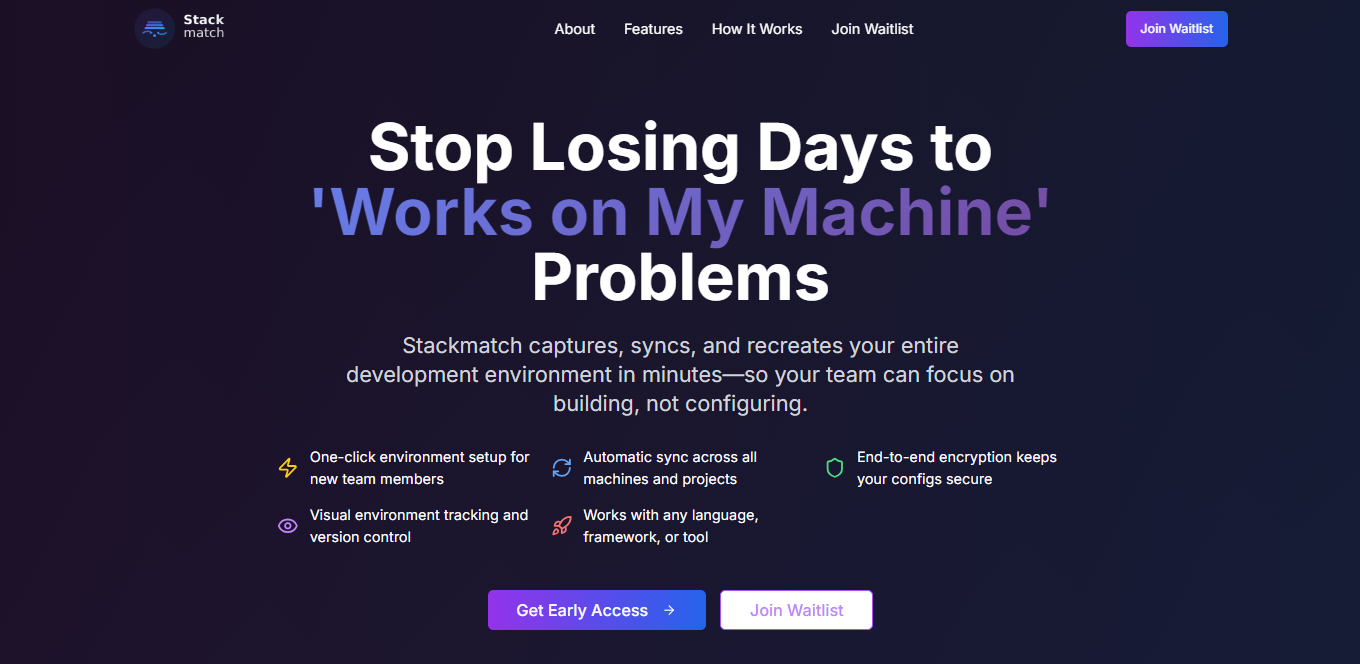 Stack
match
About
Features
How It Works
Join Waitlist
Join Waitlist
Stop Losing Days to
'Works on My Machine'
Problems
Stackmatch captures, syncs, and recreates your entire
development environment in minutes—so your team can focus on
building, not configuring.
One-click environment setup for
new team members
Automatic sync across all
machines and projects
End-to-end encryption keeps
your configs secure
Visual environment tracking and
version control
Works with any language,
framework, or tool
Get Early Access →
Join Waitlist